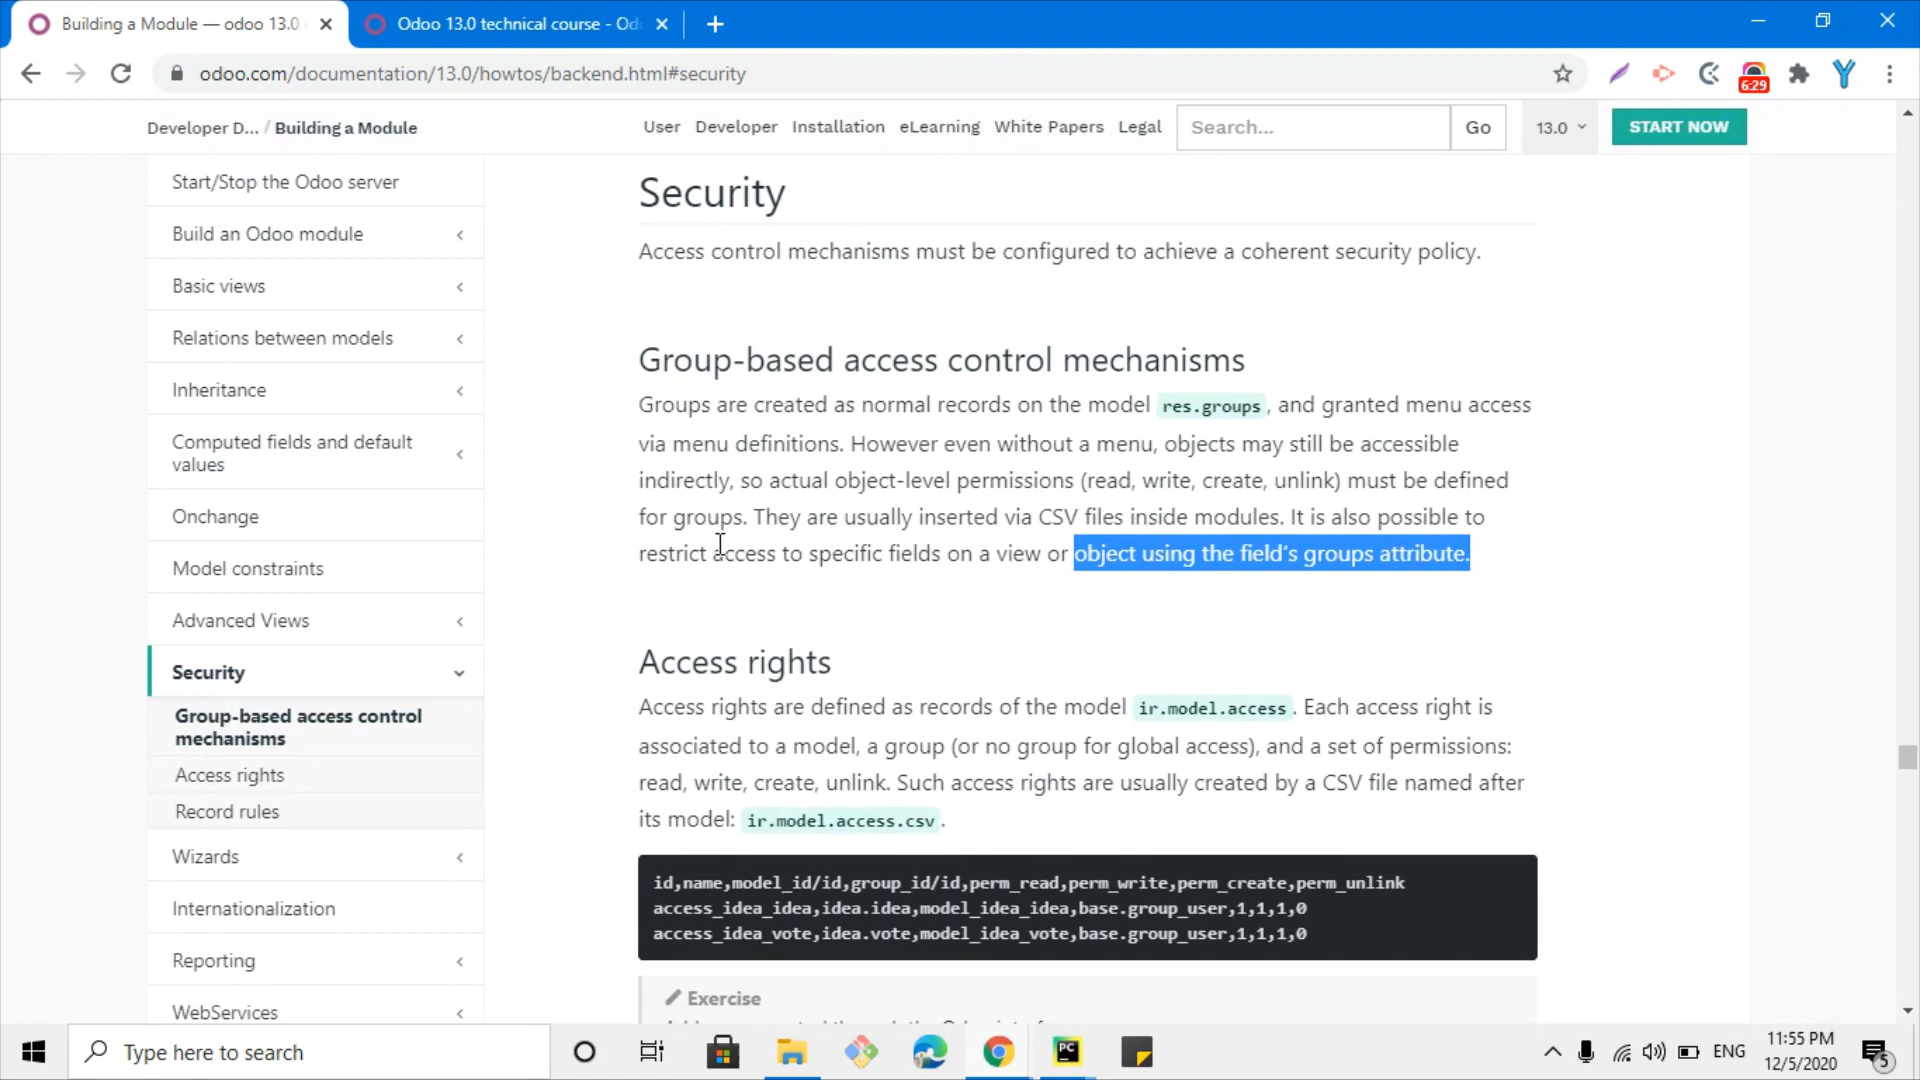 Building a Module — odoo 13.0
Odoo 13.0 technical course - Od
odoo.com/documentation/13.0/howtos/backend.html#security
6:29
Developer D... / Building a Module
User Developer Installation eLearning White Papers Legal
Search...
Go
13.0
START NOW
Start/Stop the Odoo server
Build an Odoo module
Basic views
Relations between models
Inheritance
Computed fields and default
values
Onchange
Model constraints
Advanced Views
Security
Group-based access control
mechanisms
Access rights
Record rules
Wizards
Internationalization
Reporting
WebServices
Security
Access control mechanisms must be configured to achieve a coherent security policy.
Group-based access control mechanisms
Groups are created as normal records on the model res.groups, and granted menu access
via menu definitions. However even without a menu, objects may still be accessible
indirectly, so actual object-level permissions (read, write, create, unlink) must be defined
for groups. They are usually inserted via CSV files inside modules. It is also possible to
restrict access to specific fields on a view or object using the field's groups attribute.
Access rights
Access rights are defined as records of the model ir.model.access. Each access right is
associated to a model, a group (or no group for global access), and a set of permissions:
read, write, create, unlink. Such access rights are usually created by a CSV file named after
its model: ir.model.access.csv.
id,name,model_id/id,group_id/id,perm_read,perm_write,perm_create,perm_unlink
access_idea_idea,idea.idea,model_idea_idea,base.group_user,1,1,1,0
access_idea_vote,idea.vote,model_idea_vote,base.group_user,1,1,1,0
Exercise
Type here to search
PC
ENG
11:55 PM
12/5/2020
5